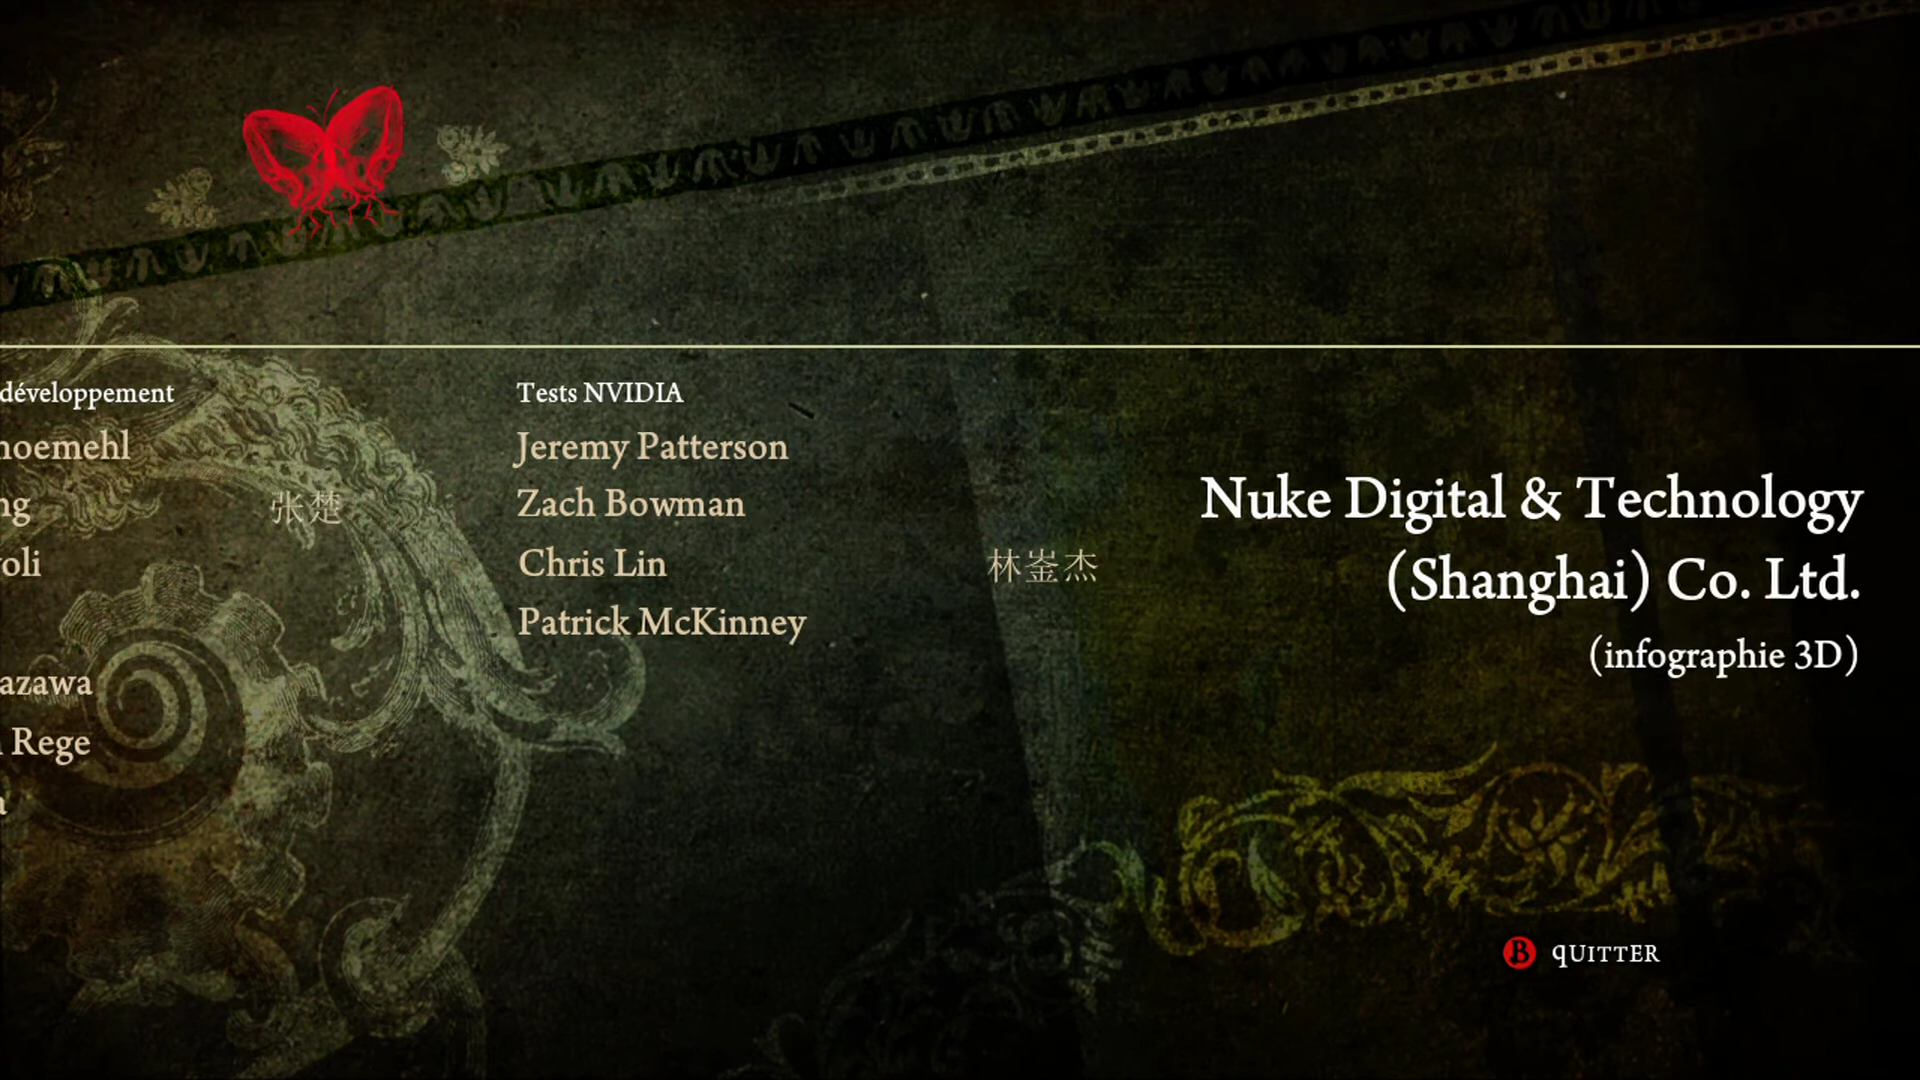 développement
hoemehl
ng 张楚
voli
azawa
Rege
a
Tests NVIDIA
Jeremy Patterson
Zach Bowman
Chris Lin 林崟杰
Patrick McKinney
Nuke Digital & Technology
(Shanghai) Co. Ltd.
(infographie 3D)
B QUITTER